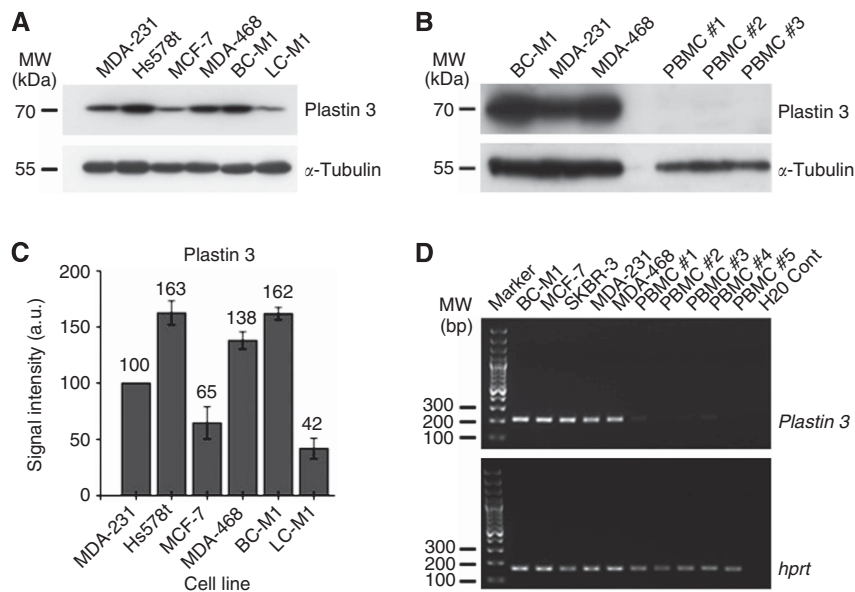 A
MW
(kDa)
MDA-231
Hs578t
MCF-7
MDA-468
BC-M1
LC-M1
70
Plastin 3
55
α-Tubulin
B
MW
(kDa)
BC-M1
MDA-231
MDA-468
PBMC #1
PBMC #2
PBMC #3
70
Plastin 3
55
α-Tubulin
C
Plastin 3
Signal intensity (a.u.)
200
150
100
50
0
100
163
65
138
162
42
MDA-231
Hs578t
MCF-7
MDA-468
BC-M1
LC-M1
Cell line
D
MW
(bp)
Marker
BC-M1
MCF-7
SKBR-3
MDA-231
MDA-468
PBMC #1
PBMC #2
PBMC #3
PBMC #4
PBMC #5
H20 Cont
300
200
100
Plastin 3
300
200
100
hprt